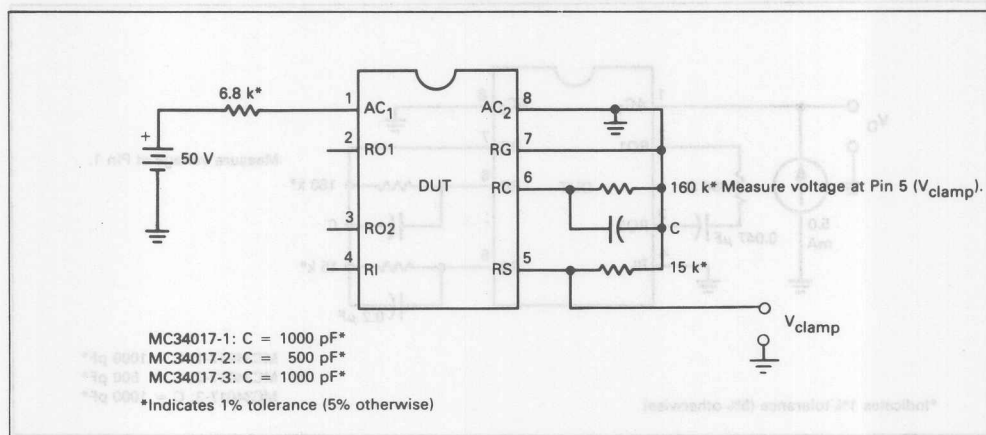 6.8 k*
+
50 V
1
AC1
2
RO1
3
RO2
4
RI
DUT
AC2
8
RG
7
RC
6
RS
5
160 k* Measure voltage at Pin 5 (Vclamp).
C
15 k*
Vclamp
MC34017-1: C = 1000 pF*
MC34017-2: C = 500 pF*
MC34017-3: C = 1000 pF*
*Indicates 1% tolerance (5% otherwise)